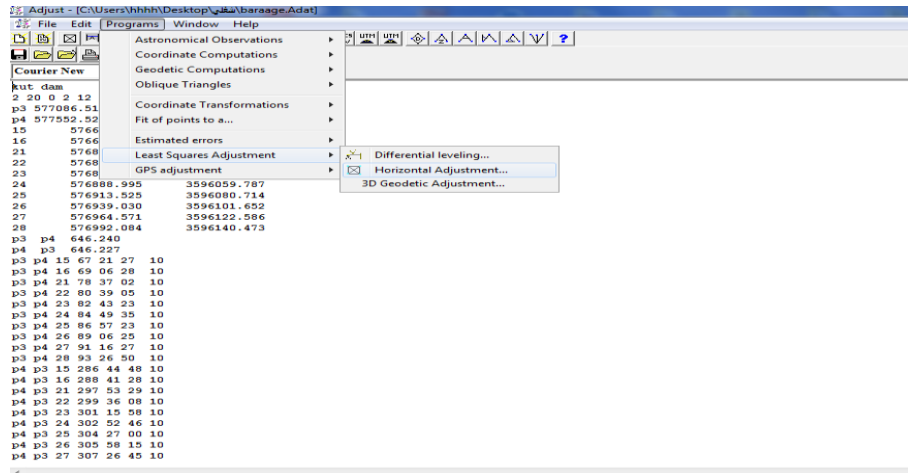 Adjust - [C:\Users\hhhh\Desktop\شغلي\baraage.Adat]
File Edit Programs Window Help
UTM UTM ?
Courier New
Astronomical Observations
Coordinate Computations
Geodetic Computations
Oblique Triangles
Coordinate Transformations
Fit of points to a...
Estimated errors
Least Squares Adjustment
GPS adjustment
Differential leveling...
Horizontal Adjustment...
3D Geodetic Adjustment...
kut dam
2 20 0 2 12
p3 577086.51
p4 577552.52
15 5766
16 5766
21 5768
22 5768
23 5768
24 576888.995 3596059.787
25 576913.525 3596080.714
26 576939.030 3596101.652
27 576964.571 3596122.586
28 576992.084 3596140.473
p3 p4 646.240
p4 p3 646.227
p3 p4 15 67 21 27 10
p3 p4 16 69 06 28 10
p3 p4 21 78 37 02 10
p3 p4 22 80 39 05 10
p3 p4 23 82 43 23 10
p3 p4 24 84 49 35 10
p3 p4 25 86 57 23 10
p3 p4 26 89 06 25 10
p3 p4 27 91 16 27 10
p3 p4 28 93 26 50 10
p4 p3 15 286 44 48 10
p4 p3 16 288 41 28 10
p4 p3 21 297 53 29 10
p4 p3 22 299 36 08 10
p4 p3 23 301 15 58 10
p4 p3 24 302 52 46 10
p4 p3 25 304 27 00 10
p4 p3 26 305 58 15 10
p4 p3 27 307 26 45 10